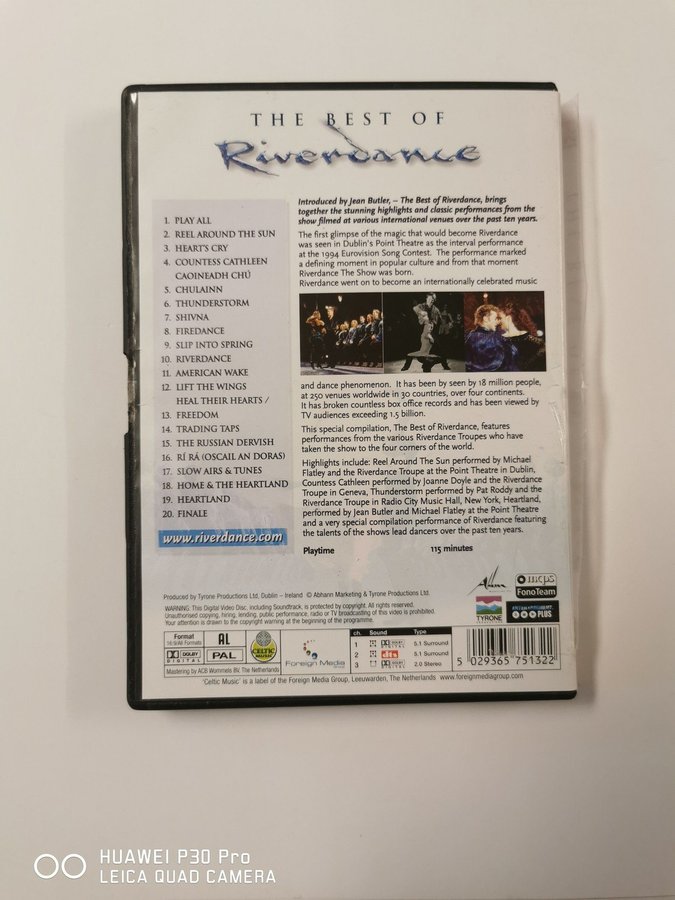 THE BEST OF
Riverdance
1. PLAY ALL
2. REEL AROUND THE SUN
3. HEART'S CRY
4. COUNTESS CATHLEEN
CAOINEADH CHÚ
5. CHULAINN
6. THUNDERSTORM
7. SHIVNA
8. FIREDANCE
9. SLIP INTO SPRING
10. RIVERDANCE
11. AMERICAN WAKE
12. LIFT THE WINGS
HEAL THEIR HEARTS /
13. FREEDOM
14. TRADING TAPS
15. THE RUSSIAN DERVISH
16. RÍ RÁ (OSCAIL AN DORAS)
17. SLOW AIRS & TUNES
18. HOME & THE HEARTLAND
19. HEARTLAND
20. FINALE
www.riverdance.com
Introduced by Jean Butler, – The Best of Riverdance, brings
together the stunning highlights and classic performances from the
show filmed at various international venues over the past ten years.
The first glimpse of the magic that would become Riverdance
was seen in Dublin's Point Theatre as the interval performance
at the 1994 Eurovision Song Contest. The performance marked
a defining moment in popular culture and from that moment
Riverdance The Show was born.
Riverdance went on to become an internationally celebrated music
and dance phenomenon. It has been by seen by 18 million people,
at 250 venues worldwide in 30 countries, over four continents.
It has broken countless box office records and has been viewed by
TV audiences exceeding 1.5 billion.
This special compilation, The Best of Riverdance, features
performances from the various Riverdance Troupes who have
taken the show to the four corners of the world.
Highlights include: Reel Around The Sun performed by Michael
Flatley and the Riverdance Troupe at the Point Theatre in Dublin,
Countess Cathleen performed by Joanne Doyle and the Riverdance
Troupe in Geneva, Thunderstorm performed by Pat Roddy and the
Riverdance Troupe in Radio City Music Hall, New York, Heartland,
performed by Jean Butler and Michael Flatley at the Point Theatre
and a very special compilation performance of Riverdance featuring
the talents of the shows lead dancers over the past ten years.
Playtime 115 minutes
mcps
FonoTeam
TYRONE
PLUS
Produced by Tyrone Productions Ltd, Dublin – Ireland © Abhann Marketing & Tyrone Productions Ltd.
WARNING: This Digital Video Disc, including Soundtrack, is protected by copyright. All rights reserved.
Unauthorised copying, hiring, lending, public performance, radio or TV broadcasting of this video is prohibited.
Your attention is drawn to the copyright warning at the beginning of the programme.
Format
16:9/All Formats
AL
DOLBY
DIGITAL
PAL
CELTIC
MUSIC
Mastering by ACB Wommels BV, The Netherlands
Foreign Media
ch. Sound Type
1 DOLBY DIGITAL 5.1 Surround
2 dts 5.1 Surround
3 DOLBY DIGITAL 2.0 Stereo
5 029365 751322
'Celtic Music' is a label of the Foreign Media Group, Leeuwarden, The Netherlands www.foreignmediagroup.com
HUAWEI P30 Pro
LEICA QUAD CAMERA